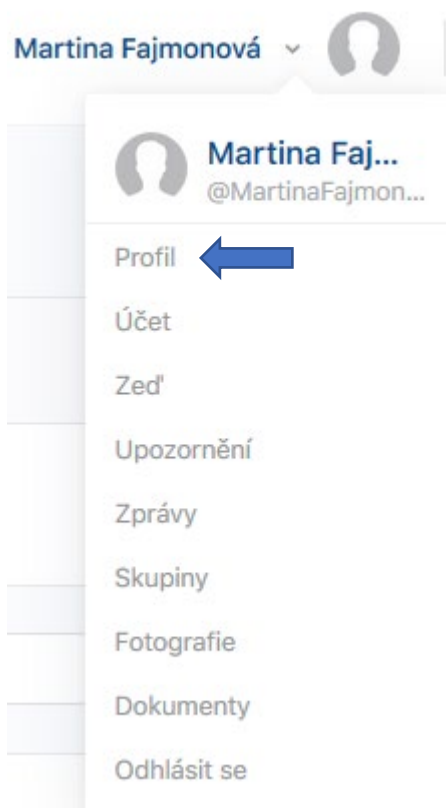 Martina Fajmonová
Martina Faj...
@MartinaFajmon...
Profil
Účet
Zeď
Upozornění
Zprávy
Skupiny
Fotografie
Dokumenty
Odhlásit se